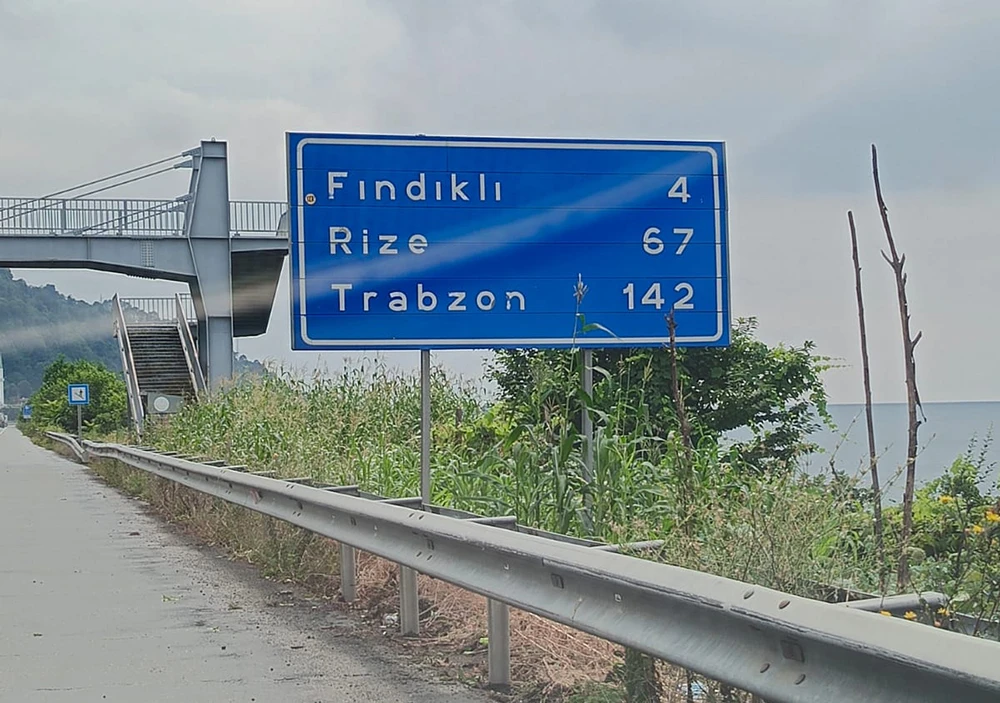 Fındıklı 4
Rize 67
Trabzon 142